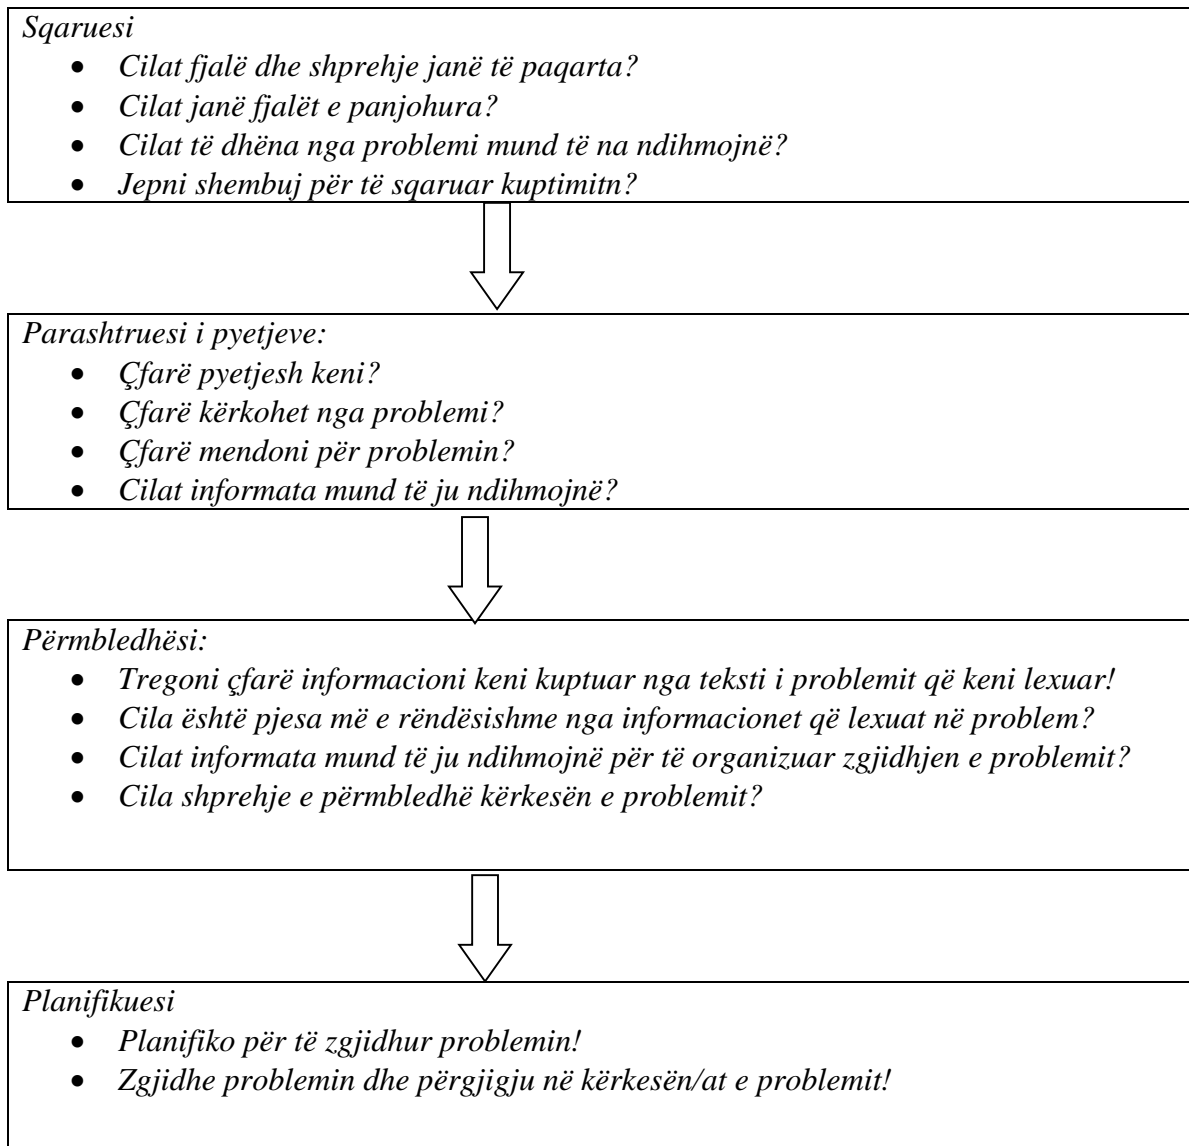 Sqaruesi
• Cilat fjalë dhe shprehje janë të paqarta?
• Cilat janë fjalët e panjohura?
• Cilat të dhëna nga problemi mund të na ndihmojnë?
• Jepni shembuj për të sqaruar kuptimitn?
Parashtruesi i pyetjeve:
• Çfarë pyetjesh keni?
• Çfarë kërkohet nga problemi?
• Çfarë mendoni për problemin?
• Cilat informata mund të ju ndihmojnë?
Përmbledhësi:
• Tregoni çfarë informacioni keni kuptuar nga teksti i problemit që keni lexuar!
• Cila është pjesa më e rëndësishme nga informacionet që lexuat në problem?
• Cilat informata mund të ju ndihmojnë për të organizuar zgjidhjen e problemit?
• Cila shprehje e përmbledhë kërkesën e problemit?
Planifikuesi
• Planifiko për të zgjidhur problemin!
• Zgjidhe problemin dhe përgjigju në kërkesën/at e problemit!